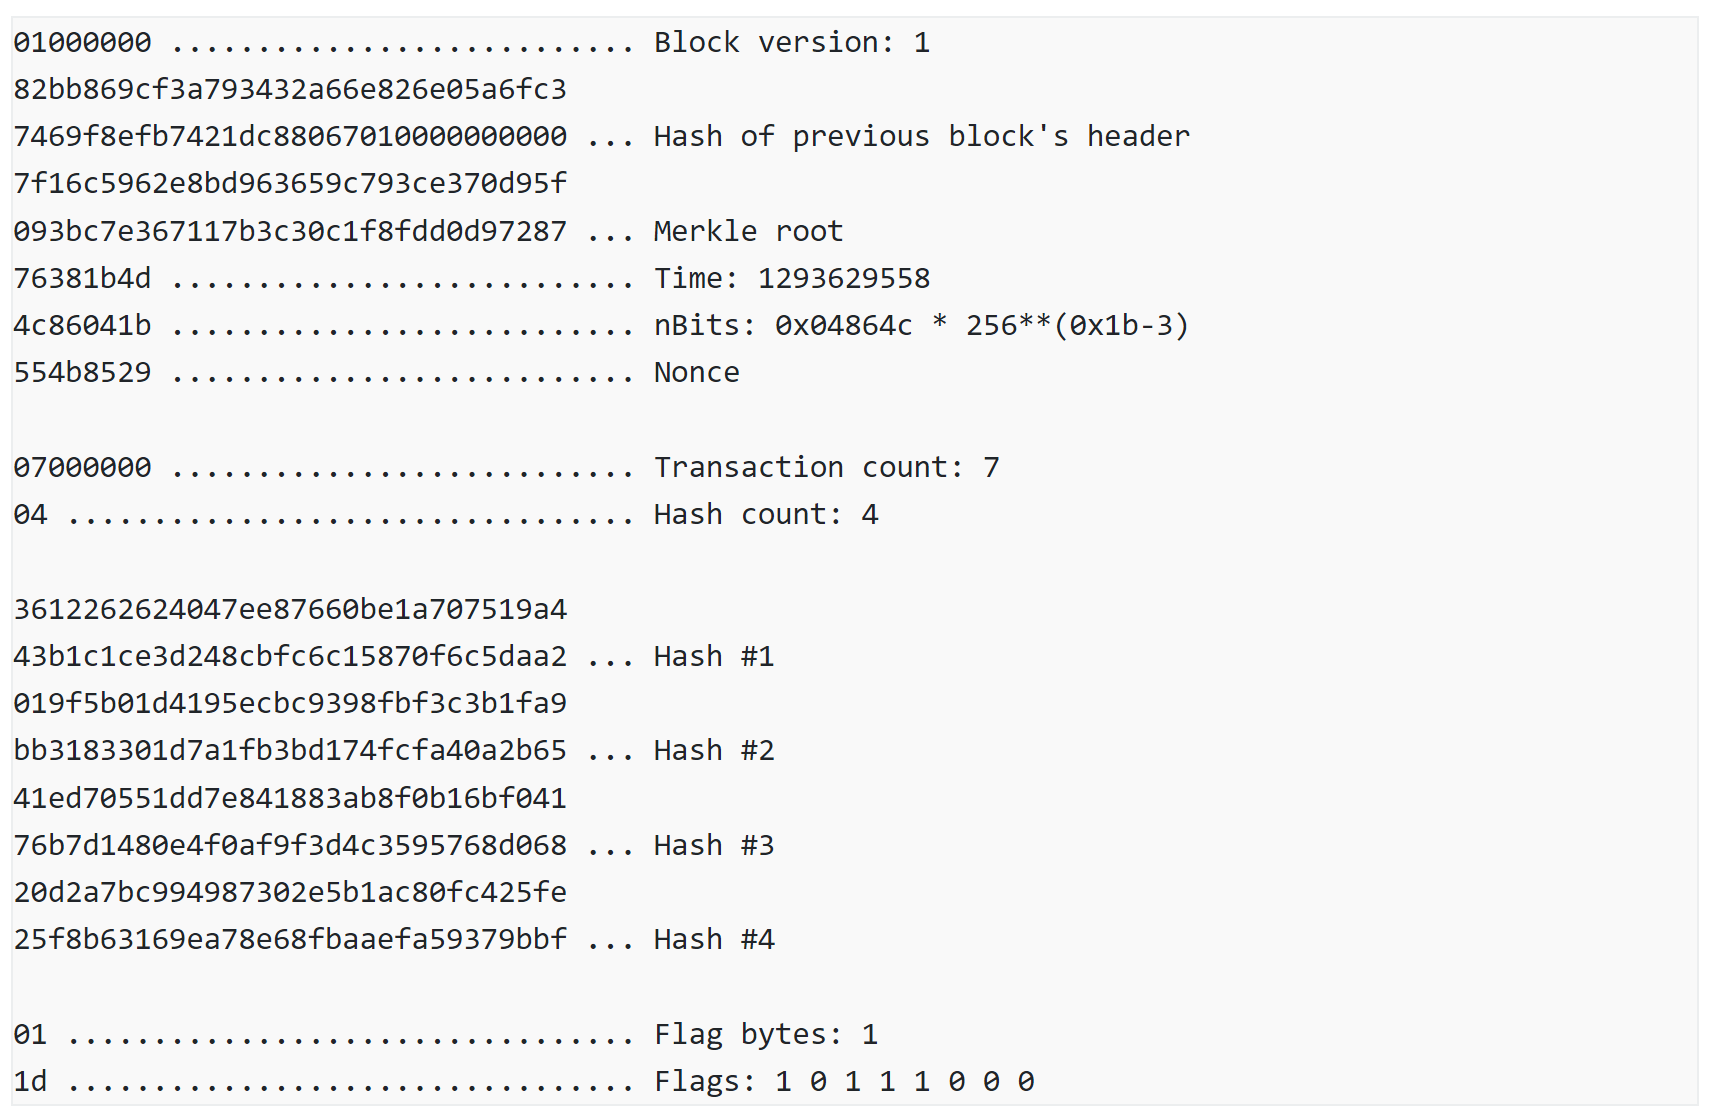 01000000 ........................... Block version: 1
82bb869cf3a793432a66e826e05a6fc3
7469f8efb7421dc88067010000000000 ... Hash of previous block's header
7f16c5962e8bd963659c793ce370d95f
093bc7e367117b3c30c1f8fdd0d97287 ... Merkle root
76381b4d ........................... Time: 1293629558
4c86041b ........................... nBits: 0x04864c * 256**(0x1b-3)
554b8529 ........................... Nonce
07000000 ........................... Transaction count: 7
04 ................................. Hash count: 4
3612262624047ee87660be1a707519a4
43b1c1ce3d248cbfc6c15870f6c5daa2 ... Hash #1
019f5b01d4195ecbc9398fbf3c3b1fa9
bb3183301d7a1fb3bd174fcfa40a2b65 ... Hash #2
41ed70551dd7e841883ab8f0b16bf041
76b7d1480e4f0af9f3d4c3595768d068 ... Hash #3
20d2a7bc994987302e5b1ac80fc425fe
25f8b63169ea78e68fbaaefa59379bbf ... Hash #4
01 ................................. Flag bytes: 1
1d ................................. Flags: 1 0 1 1 1 0 0 0